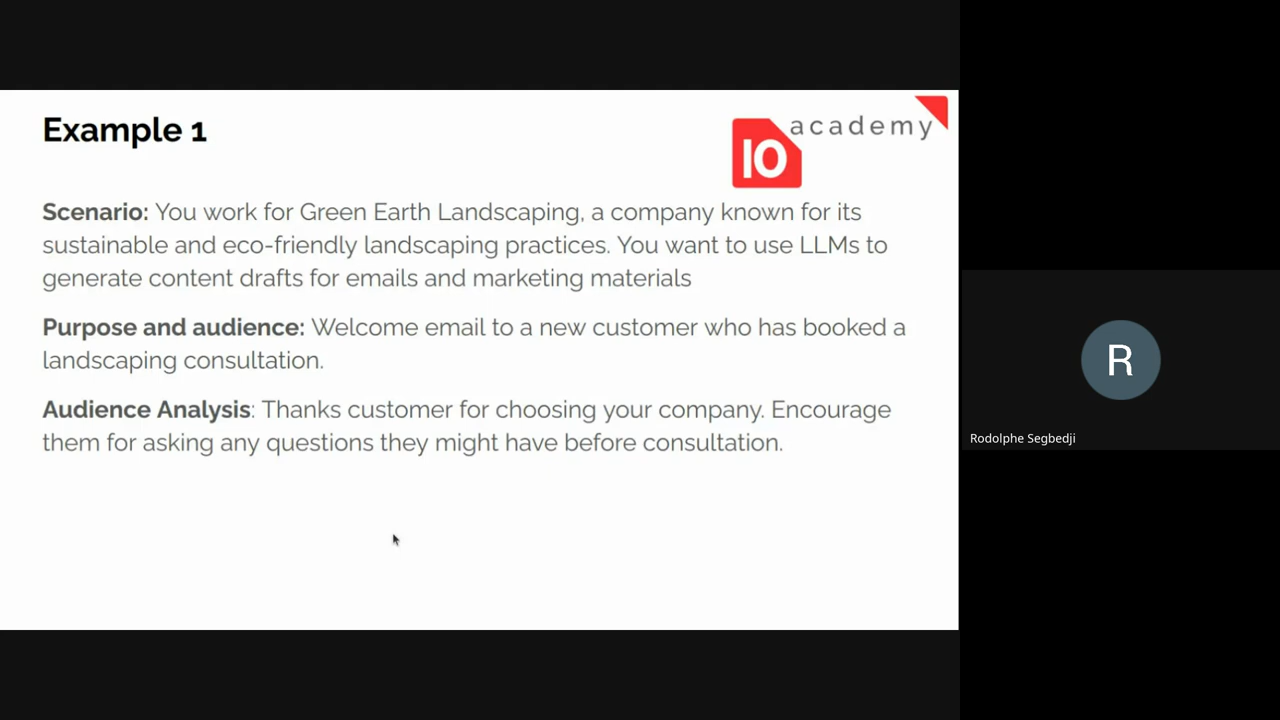 Example 1
10 academy
Scenario: You work for Green Earth Landscaping, a company known for its
sustainable and eco-friendly landscaping practices. You want to use LLMs to
generate content drafts for emails and marketing materials
Purpose and audience: Welcome email to a new customer who has booked a
landscaping consultation.
Audience Analysis: Thanks customer for choosing your company. Encourage
them for asking any questions they might have before consultation.
R
Rodolphe Segbedji